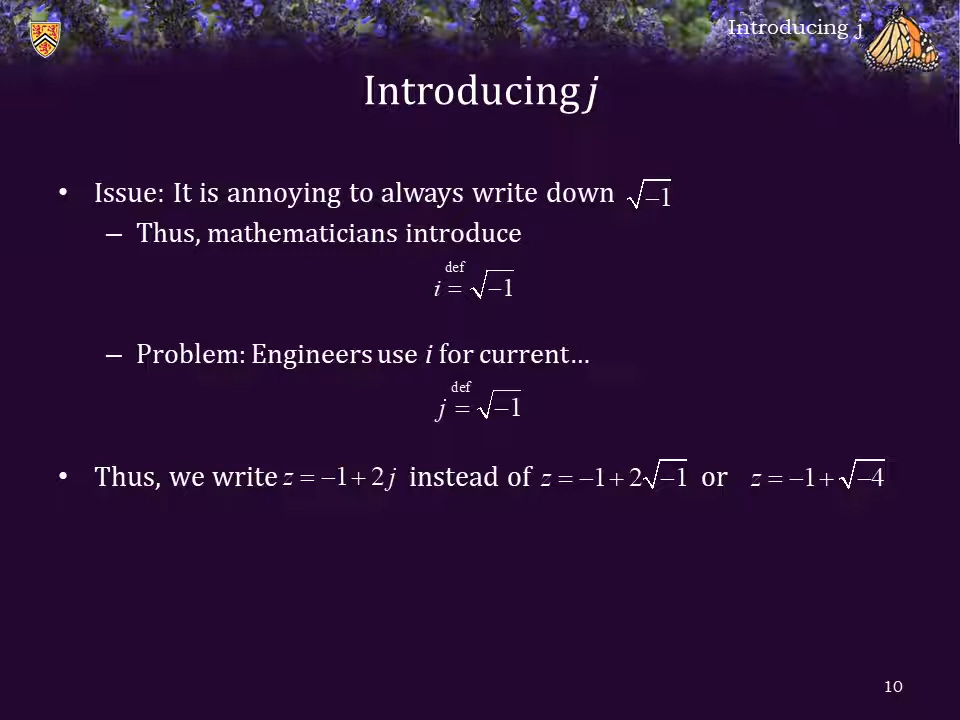 Introducing j
Introducing j
• Issue: It is annoying to always write down √−1
– Thus, mathematicians introduce
def
i = √−1
– Problem: Engineers use i for current…
def
j = √−1
• Thus, we write z = −1 + 2j instead of z = −1 + 2√−1 or z = −1 + √−4
10